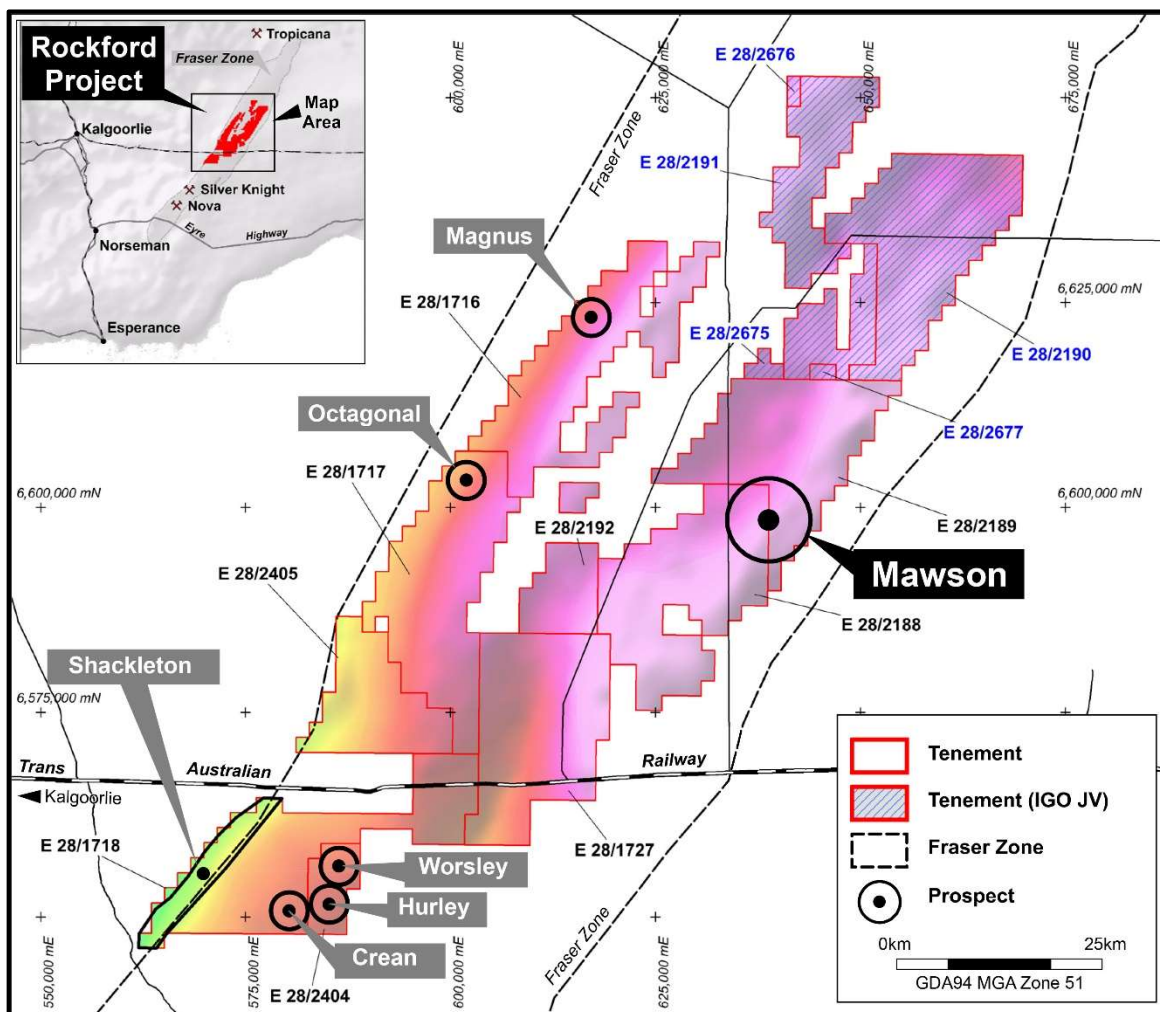 Rockford
Project
Tropicana
Fraser Zone
Map
Area
Kalgoorlie
Silver Knight
Nova
Eyre
Highway
Norseman
Esperance
600,000 mE
625,000 mE
650,000 mE
675,000 mE
Fraser Zone
E 28/2676
E 28/2191
Magnus
E 28/1716
6,625,000 mN
E 28/2675
E 28/2190
Octagonal
E 28/2677
E 28/1717
6,600,000 mN
6,600,000 mN
E 28/2192
E 28/2189
E 28/2405
Mawson
E 28/2188
Shackleton
6,575,000 mN
Trans
Australian
Railway
Kalgoorlie
E 28/1718
E 28/1727
Worsley
Hurley
Crean
E 28/2404
Fraser Zone
550,000 mE
575,000 mE
600,000 mE
625,000 mE
Tenement
Tenement (IGO JV)
Fraser Zone
Prospect
0km
25km
GDA94 MGA Zone 51